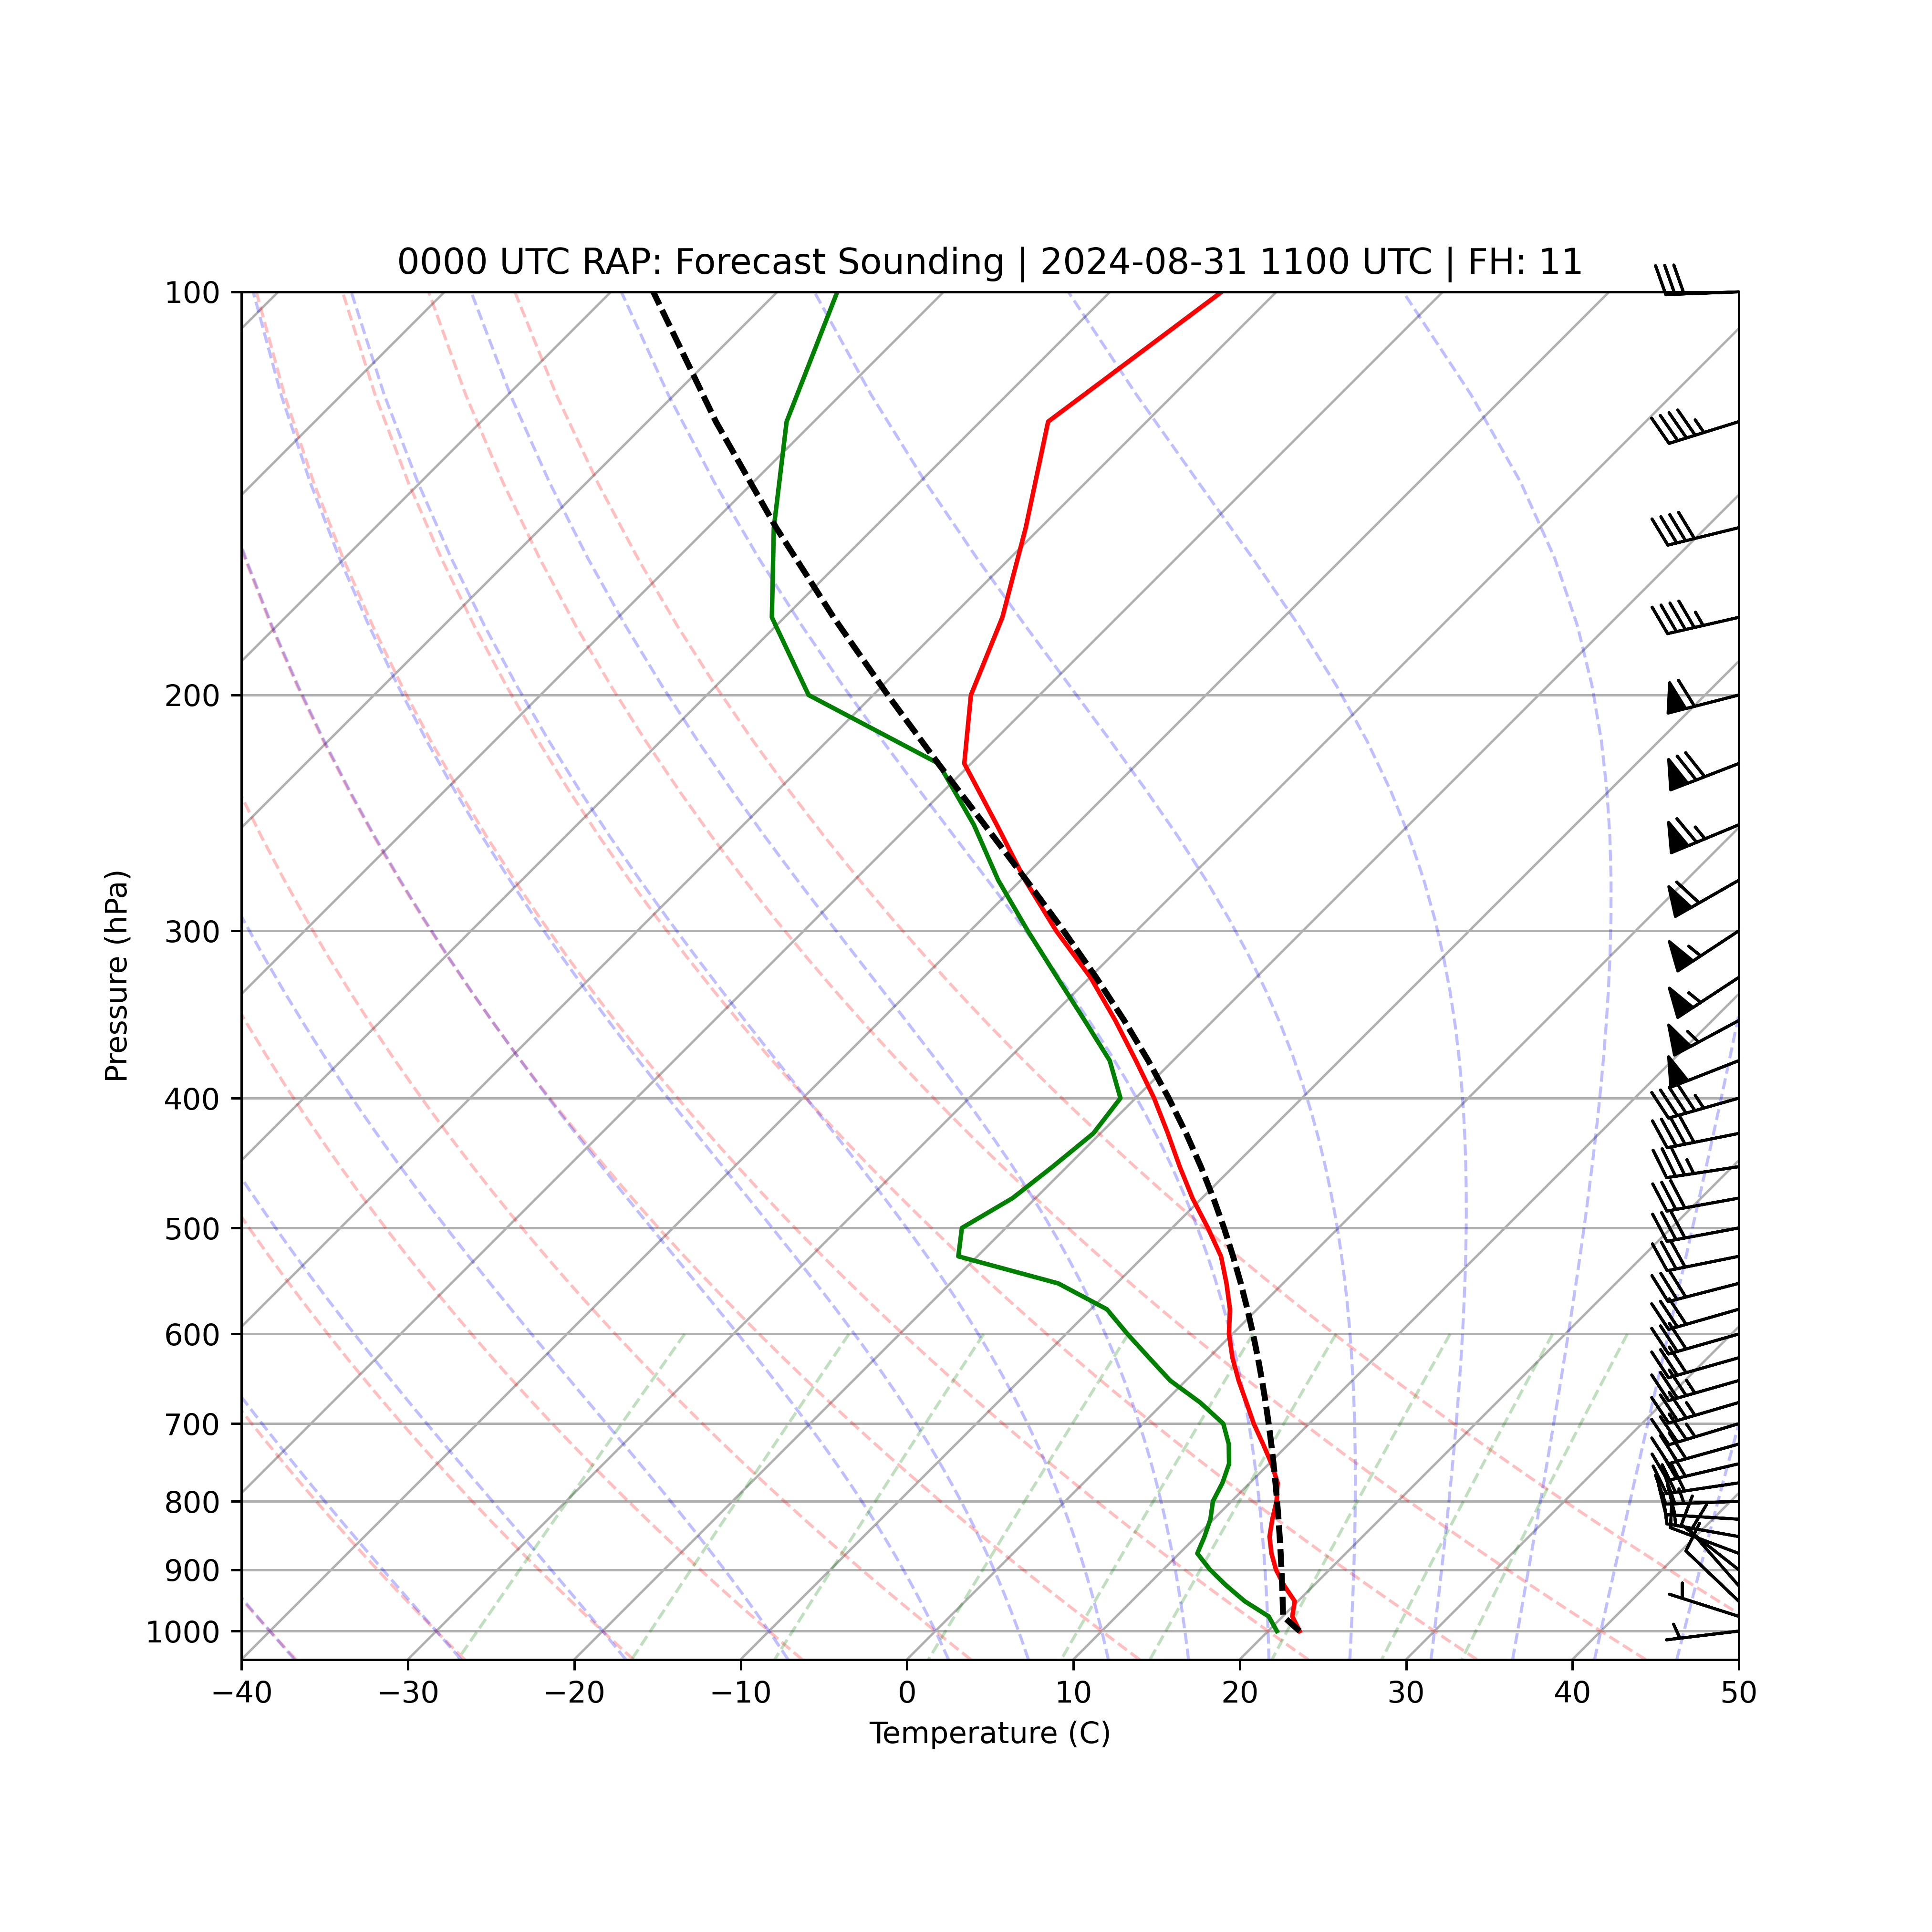 0000 UTC RAP: Forecast Sounding | 2024-08-31 1100 UTC | FH: 11
100
200
300
400
500
600
700
800
900
1000
Pressure (hPa)
−40 −30 −20 −10 0 10 20 30 40 50
Temperature (C)